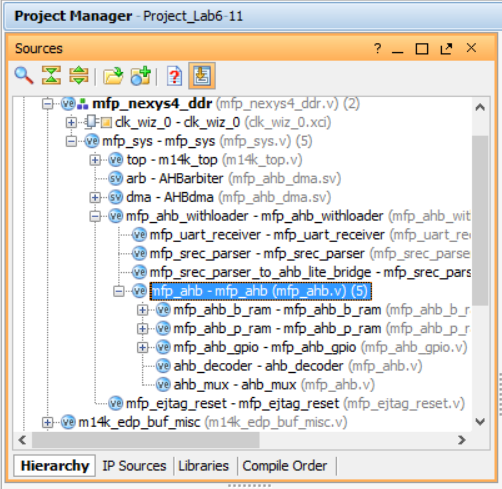 Project Manager - Project_Lab6-11
Sources
mfp_nexys4_ddr (mfp_nexys4_ddr.v) (2)
clk_wiz_0 - clk_wiz_0 (clk_wiz_0.xci)
mfp_sys - mfp_sys (mfp_sys.v) (5)
top - m14k_top (m14k_top.v)
arb - AHBarbiter (mfp_ahb_dma.sv)
dma - AHBdma (mfp_ahb_dma.sv)
mfp_ahb_withloader - mfp_ahb_withloader (mfp_ahb_wit
mfp_uart_receiver - mfp_uart_receiver (mfp_uart_rec
mfp_srec_parser - mfp_srec_parser (mfp_srec_parser
mfp_srec_parser_to_ahb_lite_bridge - mfp_srec_pars
mfp_ahb - mfp_ahb (mfp_ahb.v) (5)
mfp_ahb_b_ram - mfp_ahb_b_ram (mfp_ahb_b_r
mfp_ahb_p_ram - mfp_ahb_p_ram (mfp_ahb_p_r
mfp_ahb_gpio - mfp_ahb_gpio (mfp_ahb_gpio.v)
ahb_decoder - ahb_decoder (mfp_ahb.v)
ahb_mux - ahb_mux (mfp_ahb.v)
mfp_ejtag_reset - mfp_ejtag_reset (mfp_ejtag_reset.v)
m14k_edp_buf_misc (m14k_edp_buf_misc.v)
Hierarchy IP Sources Libraries Compile Order